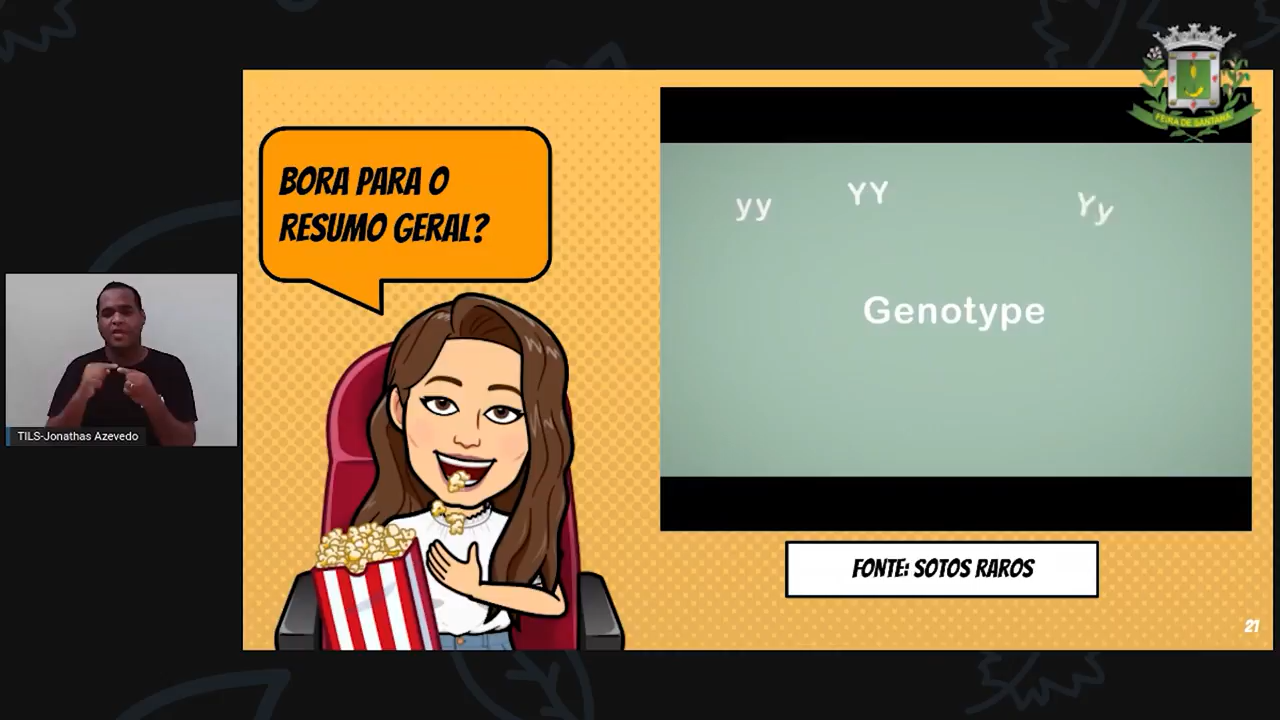 FEIRA DE SANTANA
BORA PARA O
RESUMO GERAL?
yy
YY
Yy
Genotype
TILS-Jonathas Azevedo
FONTE: SOTOS RAROS
21